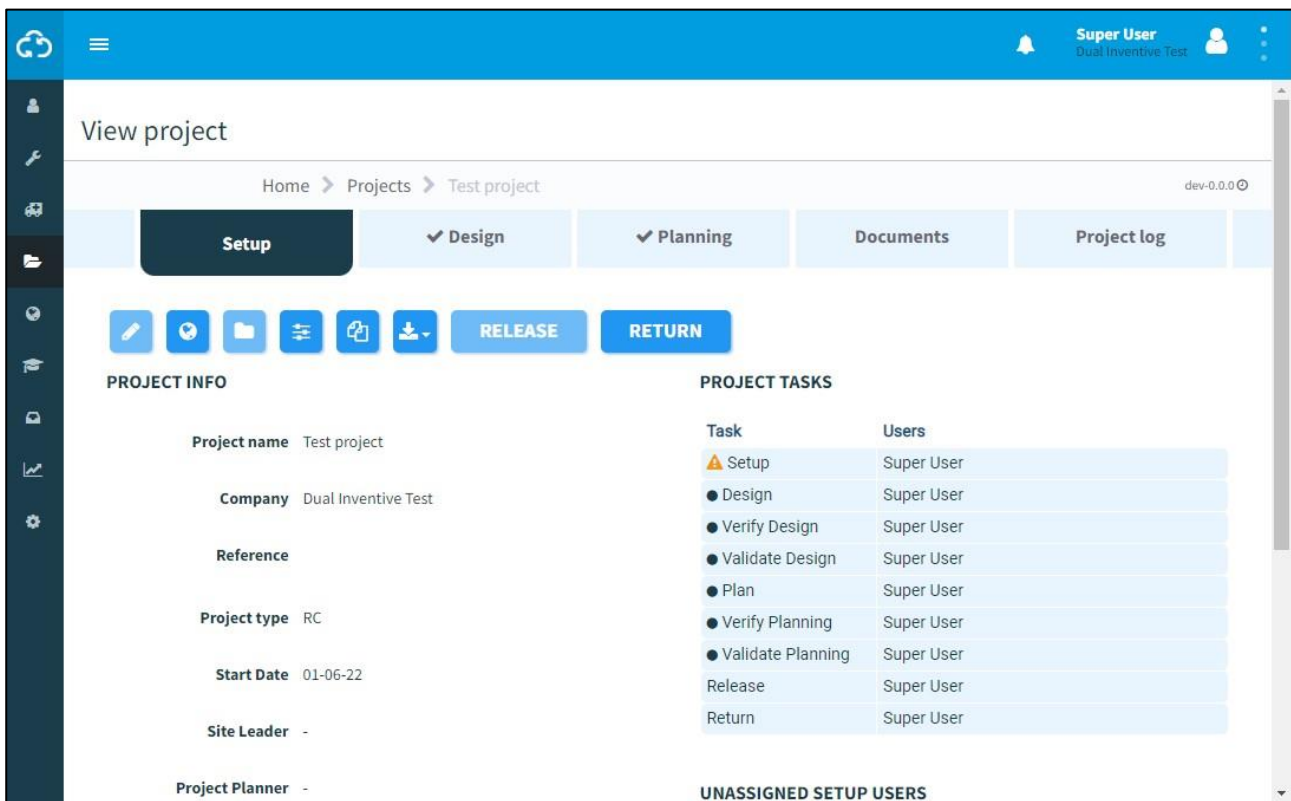 Super User
Dual Inventive Test
View project
Home Projects Test project
dev-0.0.0
Setup
Design
Planning
Documents
Project log
RELEASE
RETURN
PROJECT INFO
Project name Test project
Company Dual Inventive Test
Reference
Project type RC
Start Date 01-06-22
Site Leader -
Project Planner -
PROJECT TASKS
Task Users
Setup Super User
Design Super User
Verify Design Super User
Validate Design Super User
Plan Super User
Verify Planning Super User
Validate Planning Super User
Release Super User
Return Super User
UNASSIGNED SETUP USERS